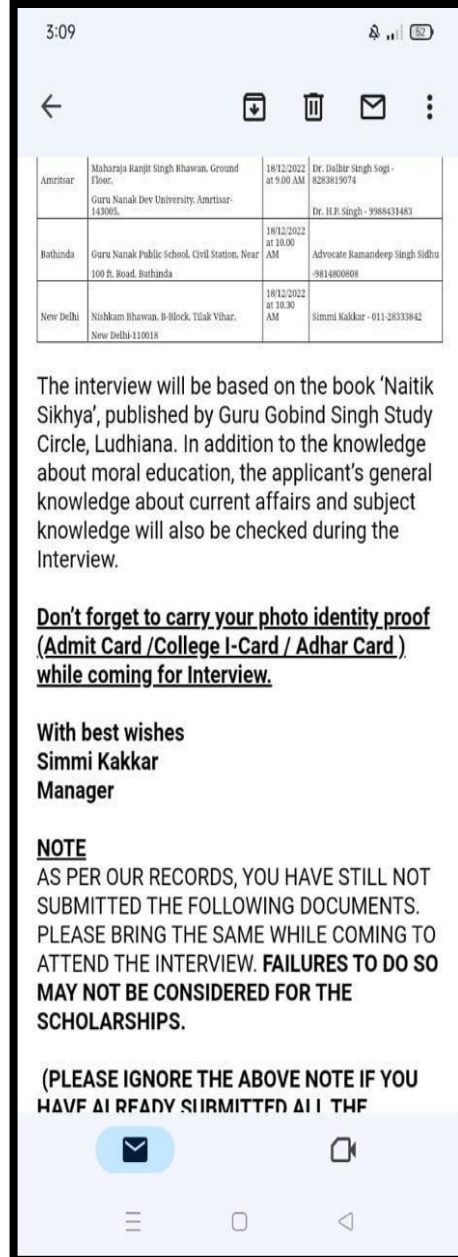 3:09
52
Amritsar
Maharaja Ranjit Singh Bhawan, Ground
Floor,
Guru Nanak Dev University, Amrtisar-
143005.
18/12/2022
at 9.00 AM
Dr. Dalbir Singh Sogi -
8283819074
Dr. H.P. Singh - 9988431483
Bathinda
Guru Nanak Public School, Civil Station, Near
100 ft. Road, Bathinda
18/12/2022
at 10.00
AM
Advocate Ramandeep Singh Sidhu
-9814800808
New Delhi
Nishkam Bhawan, B-Block, Tilak Vihar,
New Delhi-110018
18/12/2022
at 10.30
AM
Simmi Kakkar - 011-28333842
The interview will be based on the book ‘Naitik
Sikhya’, published by Guru Gobind Singh Study
Circle, Ludhiana. In addition to the knowledge
about moral education, the applicant’s general
knowledge about current affairs and subject
knowledge will also be checked during the
Interview.
Don’t forget to carry your photo identity proof
(Admit Card /College I-Card / Adhar Card )
while coming for Interview.
With best wishes
Simmi Kakkar
Manager
NOTE
AS PER OUR RECORDS, YOU HAVE STILL NOT
SUBMITTED THE FOLLOWING DOCUMENTS.
PLEASE BRING THE SAME WHILE COMING TO
ATTEND THE INTERVIEW. FAILURES TO DO SO
MAY NOT BE CONSIDERED FOR THE
SCHOLARSHIPS.
(PLEASE IGNORE THE ABOVE NOTE IF YOU
HAVE ALREADY SUBMITTED ALL THE